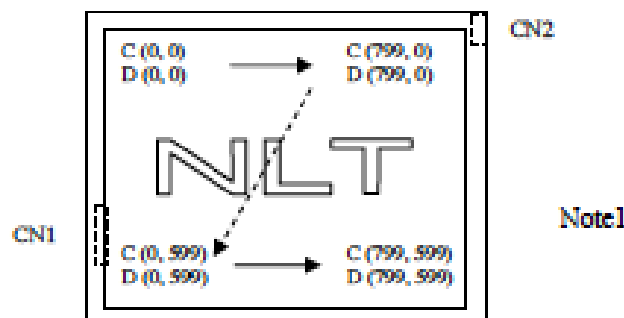 CN2
C (0, 0) C (799, 0)
D (0, 0) D (799, 0)
NLT
Note1
CN1
C (0, 599) C (799, 599)
D (0, 599) D (799, 599)